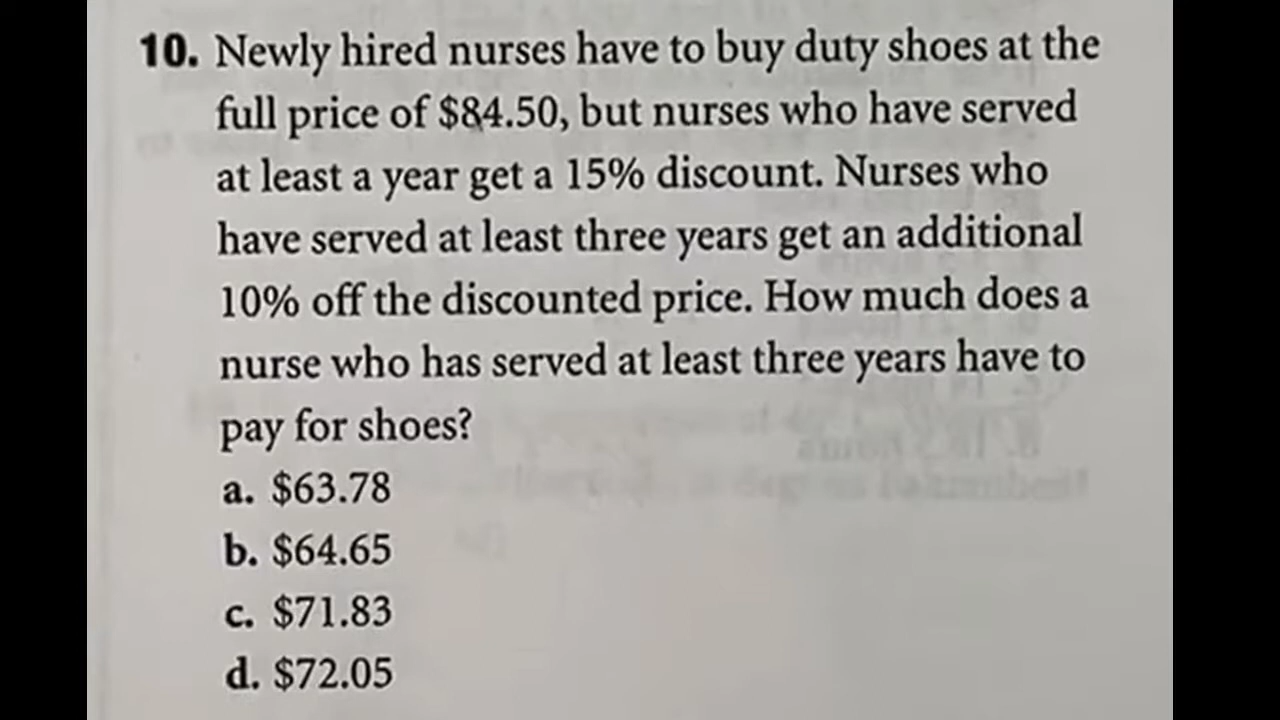 10. Newly hired nurses have to buy duty shoes at the
full price of $84.50, but nurses who have served
at least a year get a 15% discount. Nurses who
have served at least three years get an additional
10% off the discounted price. How much does a
nurse who has served at least three years have to
pay for shoes?
a. $63.78
b. $64.65
c. $71.83
d. $72.05